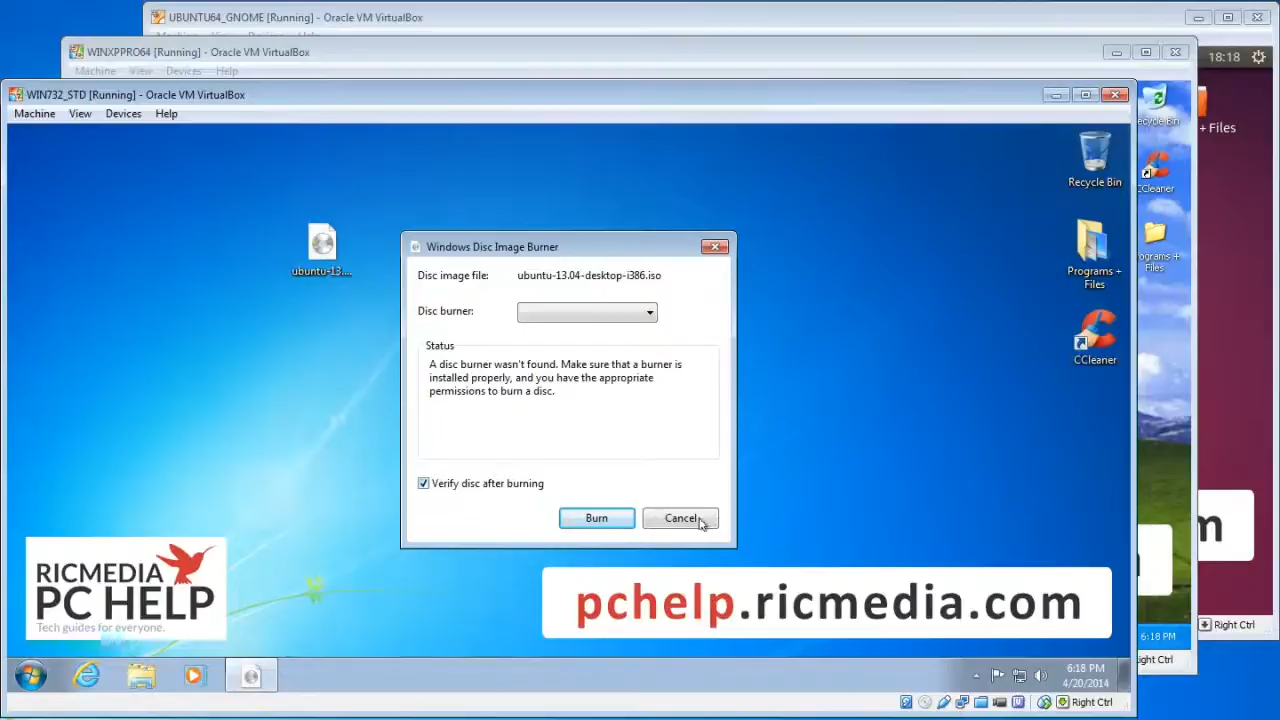 UBUNTU64_GNOME [Running] - Oracle VM VirtualBox
WINXPPRO64 [Running] - Oracle VM VirtualBox
Machine View Devices Help
18:18
WIN732_STD [Running] - Oracle VM VirtualBox
Machine View Devices Help
+ Files
Recycle Bin
CCleaner
Programs +
Files
CCleaner
ubuntu-13....
Windows Disc Image Burner
Disc image file: ubuntu-13.04-desktop-i386.iso
Disc burner:
Status
A disc burner wasn't found. Make sure that a burner is
installed properly, and you have the appropriate
permissions to burn a disc.
Verify disc after burning
Burn Cancel
RICMEDIA
PC HELP
Tech guides for everyone.
pchelp.ricmedia.com
m
Right Ctrl
6:18 PM
ight Ctrl
6:18 PM
4/20/2014
Right Ctrl